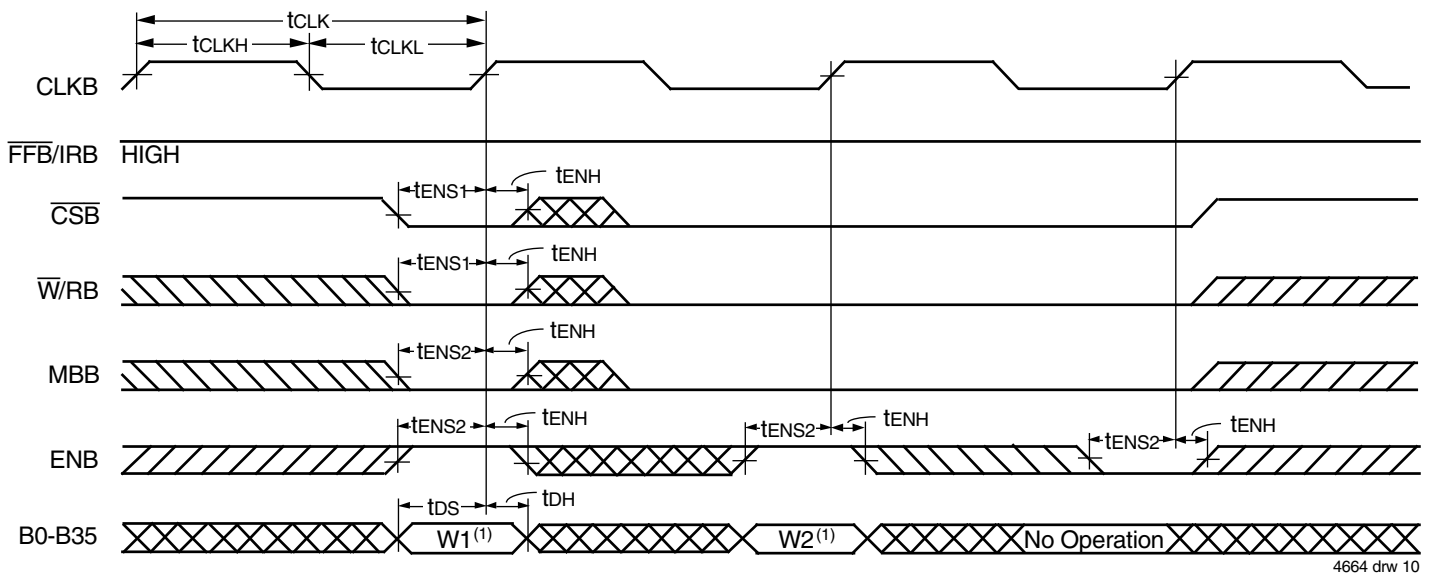 tCLK
tCLKH tCLKL
CLKB
FFB/IRB HIGH
tENS1 tENH
CSB
tENS1 tENH
W/RB
tENS2 tENH
MBB
tENS2 tENH tENS2 tENH tENS2 tENH
ENB
tDS tDH
B0-B35 W1(1) W2(1) No Operation
4664 drw 10